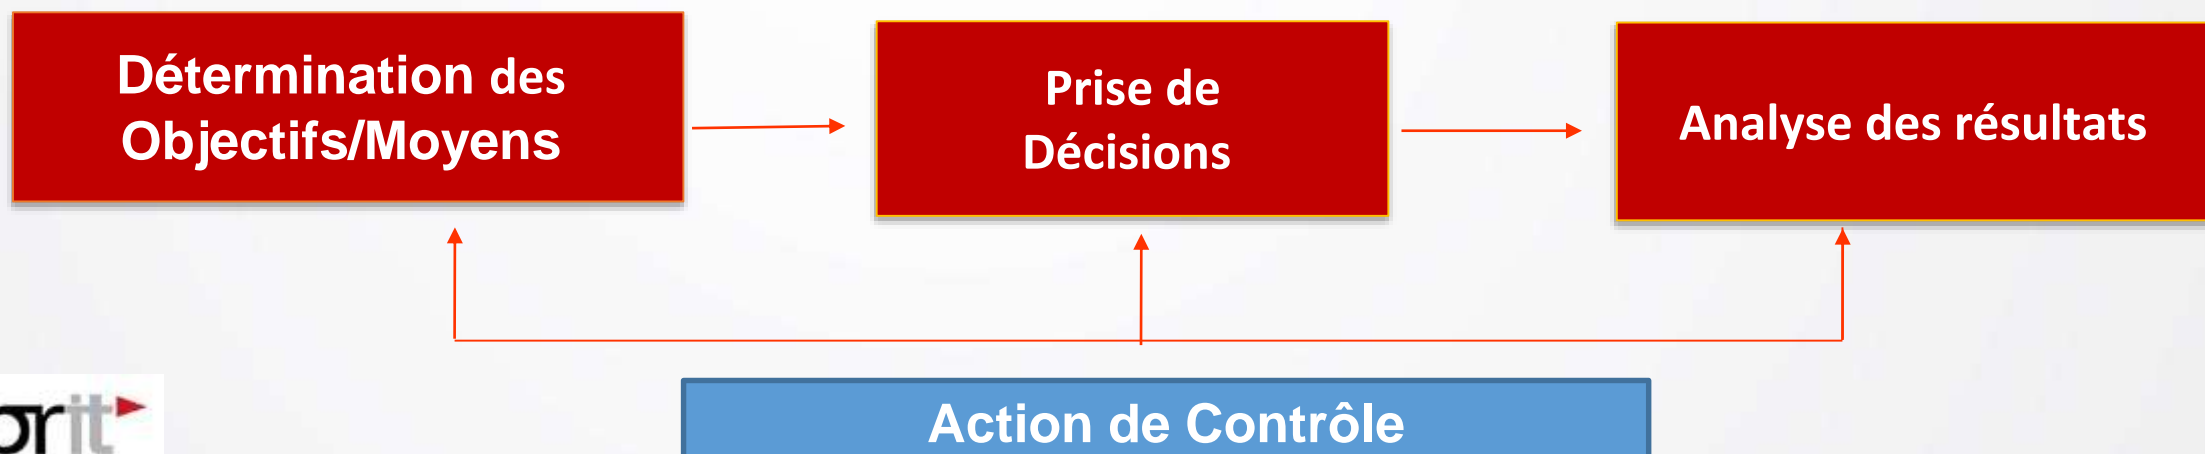 Détermination des
Objectifs/Moyens
Prise de
Décisions
Analyse des résultats
Action de Contrôle